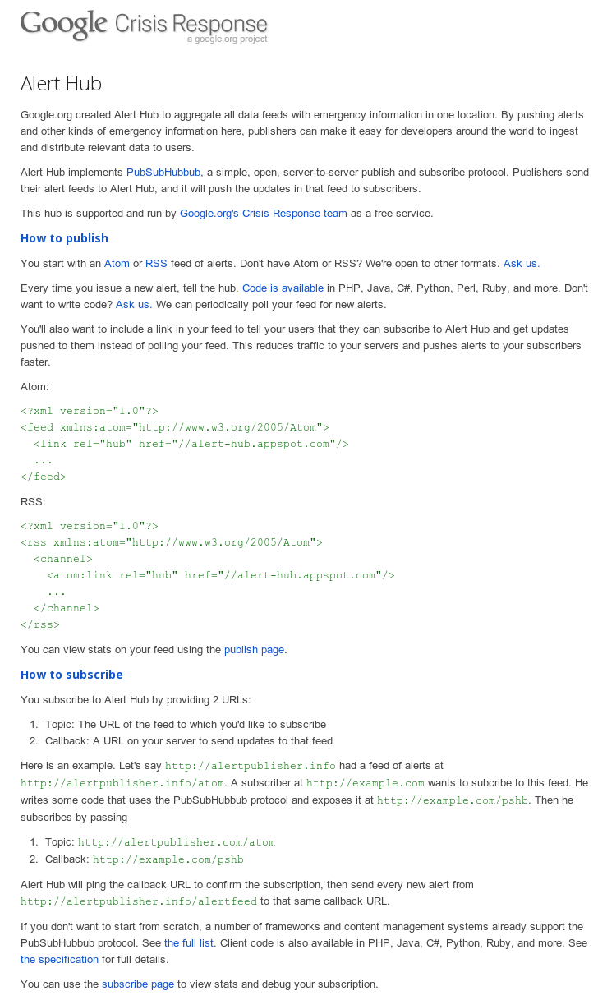 Google Crisis Response
a google.org project
Alert Hub
Google.org created Alert Hub to aggregate all data feeds with emergency information in one location. By pushing alerts
and other kinds of emergency information here, publishers can make it easy for developers around the world to ingest
and distribute relevant data to users.
Alert Hub implements PubSubHubbub, a simple, open, server-to-server publish and subscribe protocol. Publishers send
their alert feeds to Alert Hub, and it will push the updates in that feed to subscribers.
This hub is supported and run by Google.org's Crisis Response team as a free service.
How to publish
You start with an Atom or RSS feed of alerts. Don't have Atom or RSS? We're open to other formats. Ask us.
Every time you issue a new alert, tell the hub. Code is available in PHP, Java, C#, Python, Perl, Ruby, and more. Don't
want to write code? Ask us. We can periodically poll your feed for new alerts.
You'll also want to include a link in your feed to tell your users that they can subscribe to Alert Hub and get updates
pushed to them instead of polling your feed. This reduces traffic to your servers and pushes alerts to your subscribers
faster.
Atom:
<?xml version="1.0"?>
<feed xmlns:atom="http://www.w3.org/2005/Atom">
  <link rel="hub" href="//alert-hub.appspot.com"/>
  ...
</feed>
RSS:
<?xml version="1.0"?>
<rss xmlns:atom="http://www.w3.org/2005/Atom">
  <channel>
    <atom:link rel="hub" href="//alert-hub.appspot.com"/>
    ...
  </channel>
</rss>
You can view stats on your feed using the publish page.
How to subscribe
You subscribe to Alert Hub by providing 2 URLs:
1. Topic: The URL of the feed to which you'd like to subscribe
2. Callback: A URL on your server to send updates to that feed
Here is an example. Let's say http://alertpublisher.info had a feed of alerts at
http://alertpublisher.info/atom. A subscriber at http://example.com wants to subcribe to this feed. He
writes some code that uses the PubSubHubbub protocol and exposes it at http://example.com/pshb. Then he
subscribes by passing
1. Topic: http://alertpublisher.com/atom
2. Callback: http://example.com/pshb
Alert Hub will ping the callback URL to confirm the subscription, then send every new alert from
http://alertpublisher.info/alertfeed to that same callback URL.
If you don't want to start from scratch, a number of frameworks and content management systems already support the
PubSubHubbub protocol. See the full list. Client code is also available in PHP, Java, C#, Python, Ruby, and more. See
the specification for full details.
You can use the subscribe page to view stats and debug your subscription.